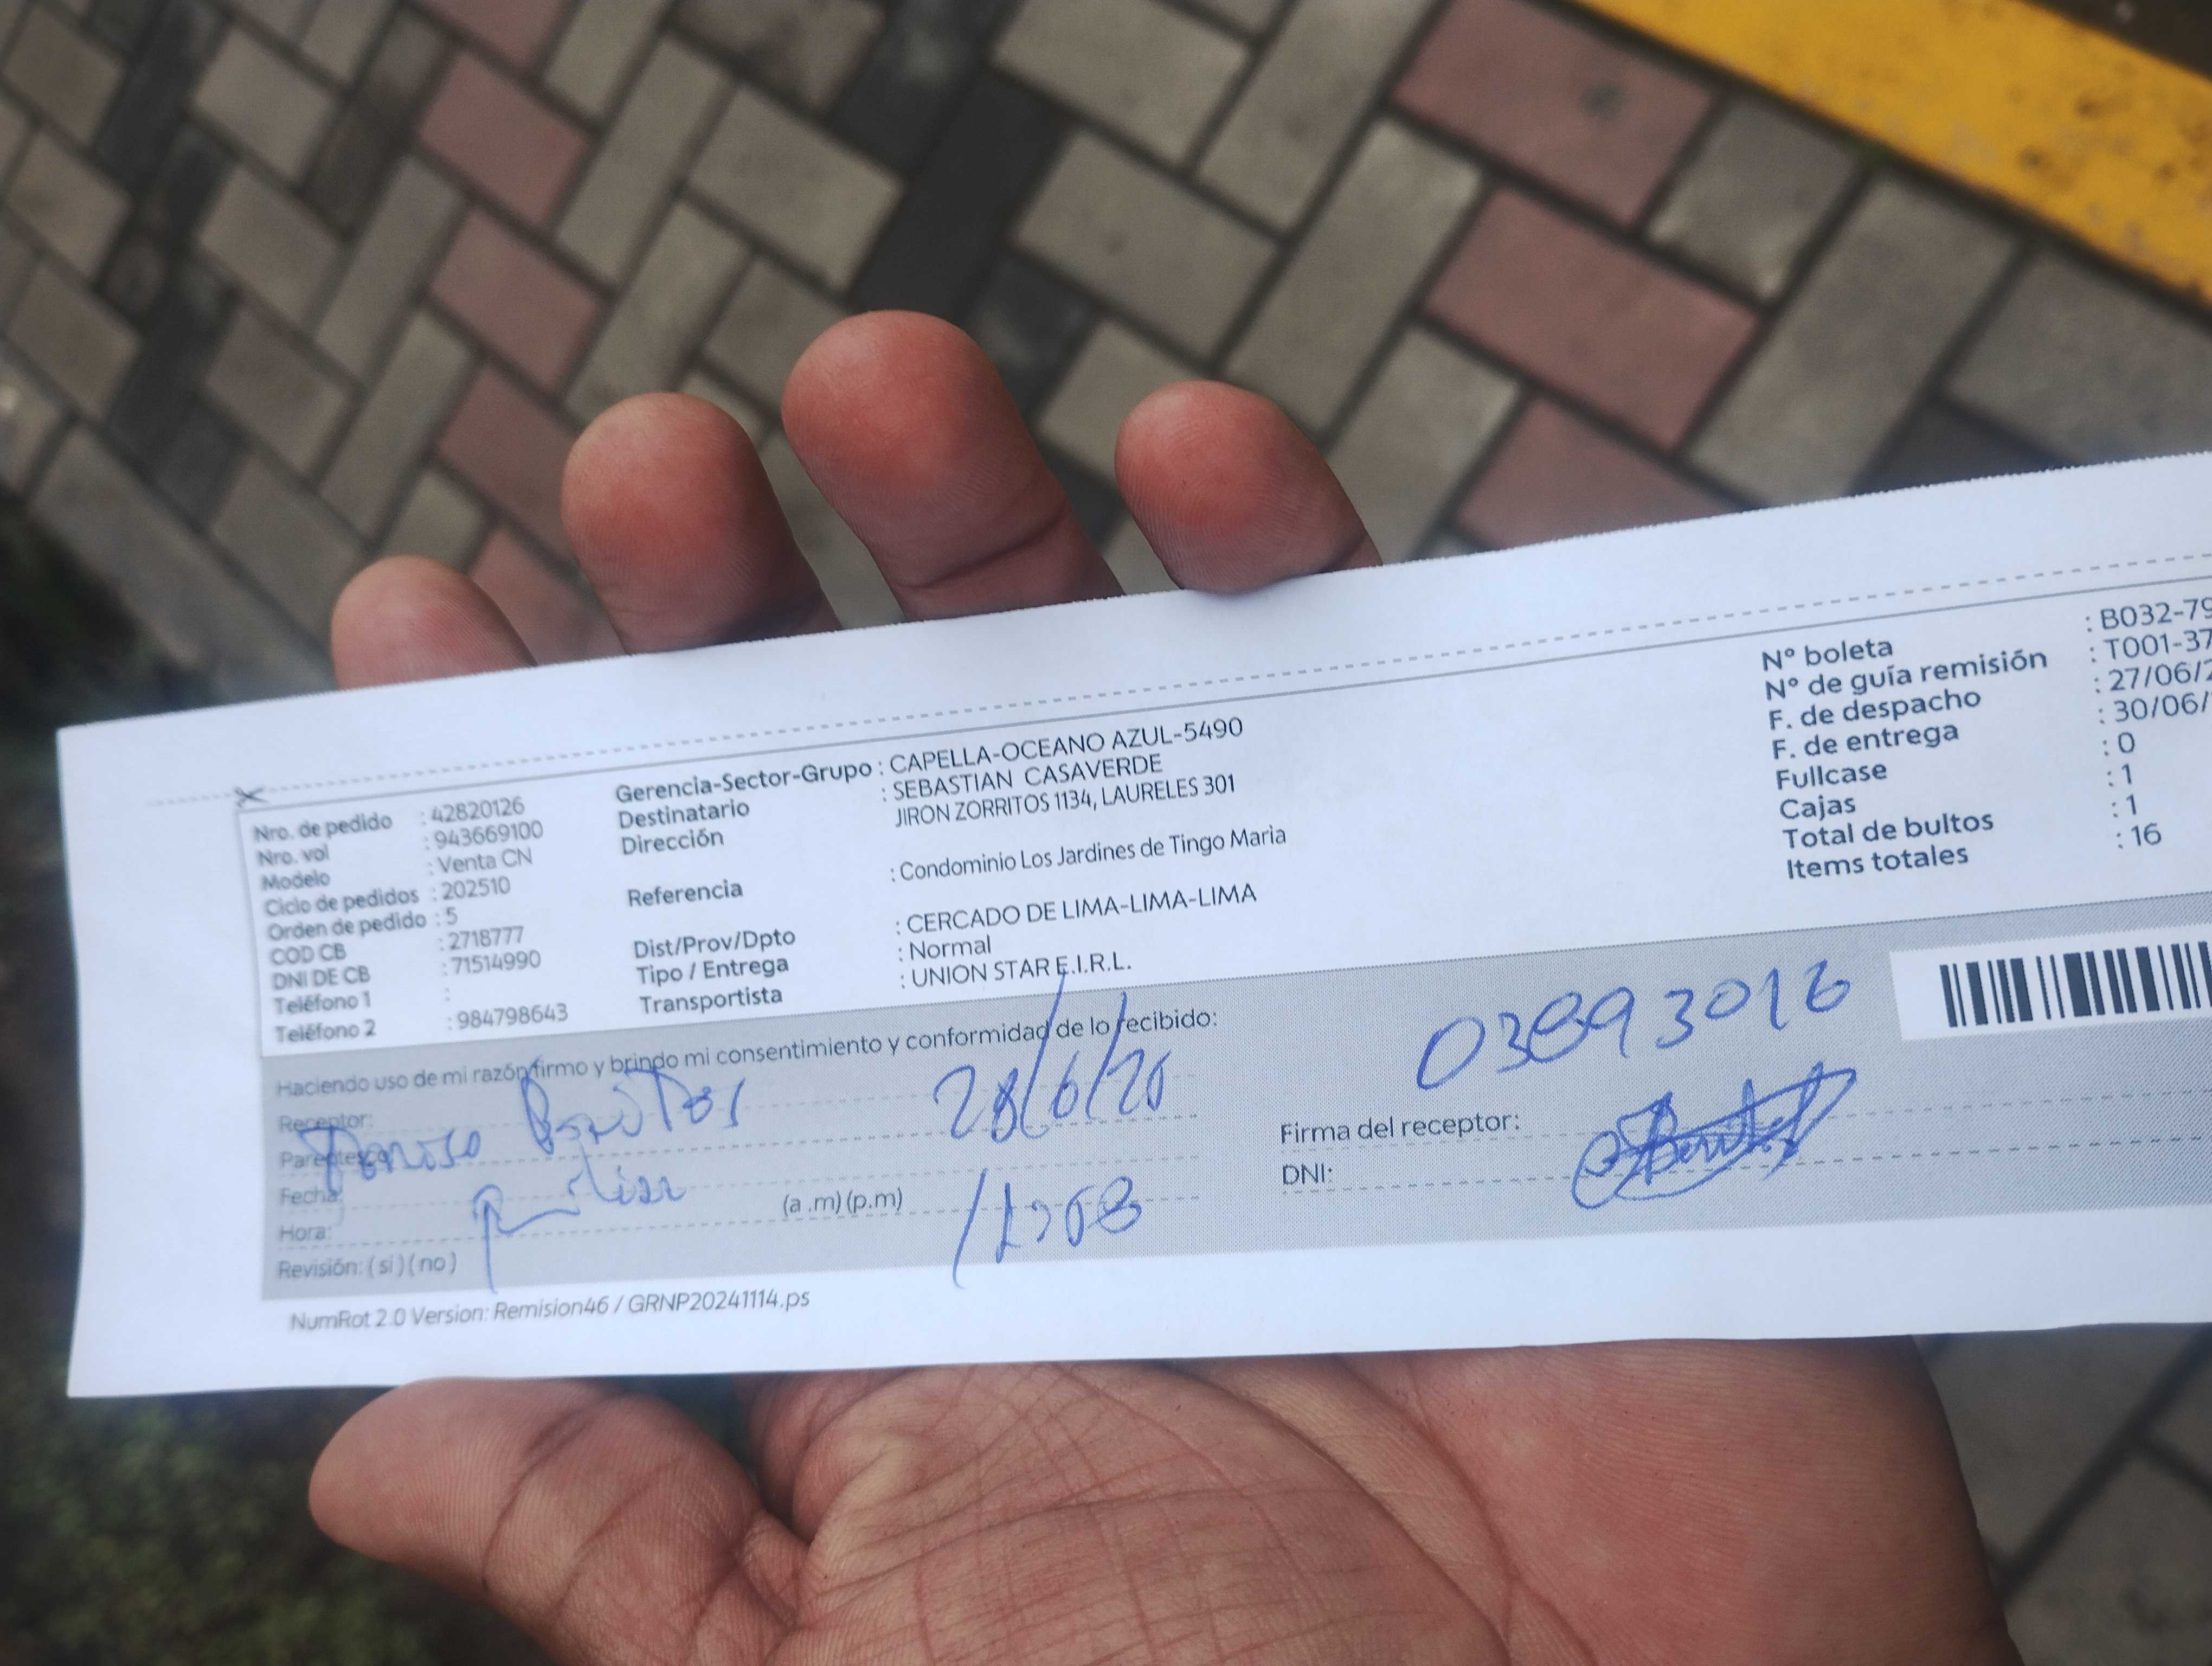 Nro. de pedido : 42820126
Nro. vol : 943669100
Modelo : Venta CN
Ciclo de pedidos : 202510
Orden de pedido : 5
COD CB : 2718777
DNI DE CB : 71514990
Teléfono 1 :
Teléfono 2 : 984798643
Gerencia-Sector-Grupo : CAPELLA-OCEANO AZUL-5490
Destinatario : SEBASTIAN CASAVERDE
Dirección JIRON ZORRITOS 1134, LAURELES 301
Referencia : Condominio Los Jardines de Tingo Maria
Dist/Prov/Dpto : CERCADO DE LIMA-LIMA-LIMA
Tipo / Entrega : Normal
Transportista : UNION STAR E.I.R.L.
N° boleta : B032-79
N° de guía remisión : T001-37
F. de despacho : 27/06/2
F. de entrega : 30/06/
Fullcase : 0
Cajas : 1
Total de bultos : 1
Items totales : 16
Haciendo uso de mi razón firmo y brindo mi consentimiento y conformidad de lo recibido:
Receptor:
Parentesco
Fecha:
Hora: (a .m) (p.m)
Revisión: ( si ) ( no )
03893016
Firma del receptor:
DNI:
NumRot 2.0 Version: Remision46 / GRNP20241114.ps